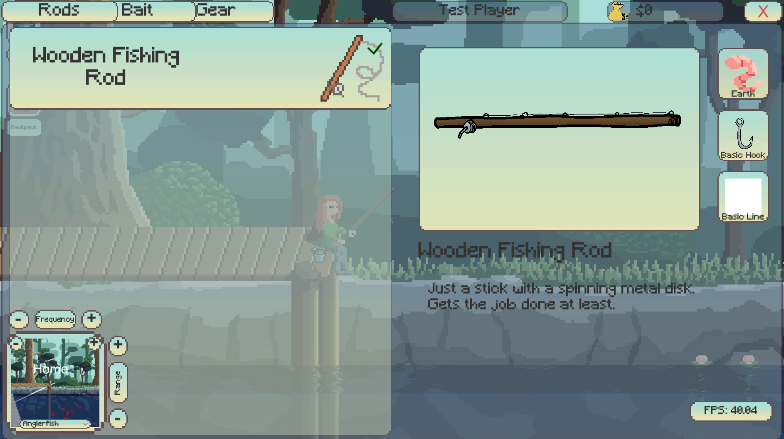 Rods
Bait
Gear
Test Player
$0
X
Wooden Fishing
Rod
Backpack
Earth
Basic Hook
Basic Line
Wooden Fishing Rod
Just a stick with a spinning metal disk.
Gets the job done at least.
- Frequency +
- +
Home
+
Range
-
Anglerfish
FPS: 40.04